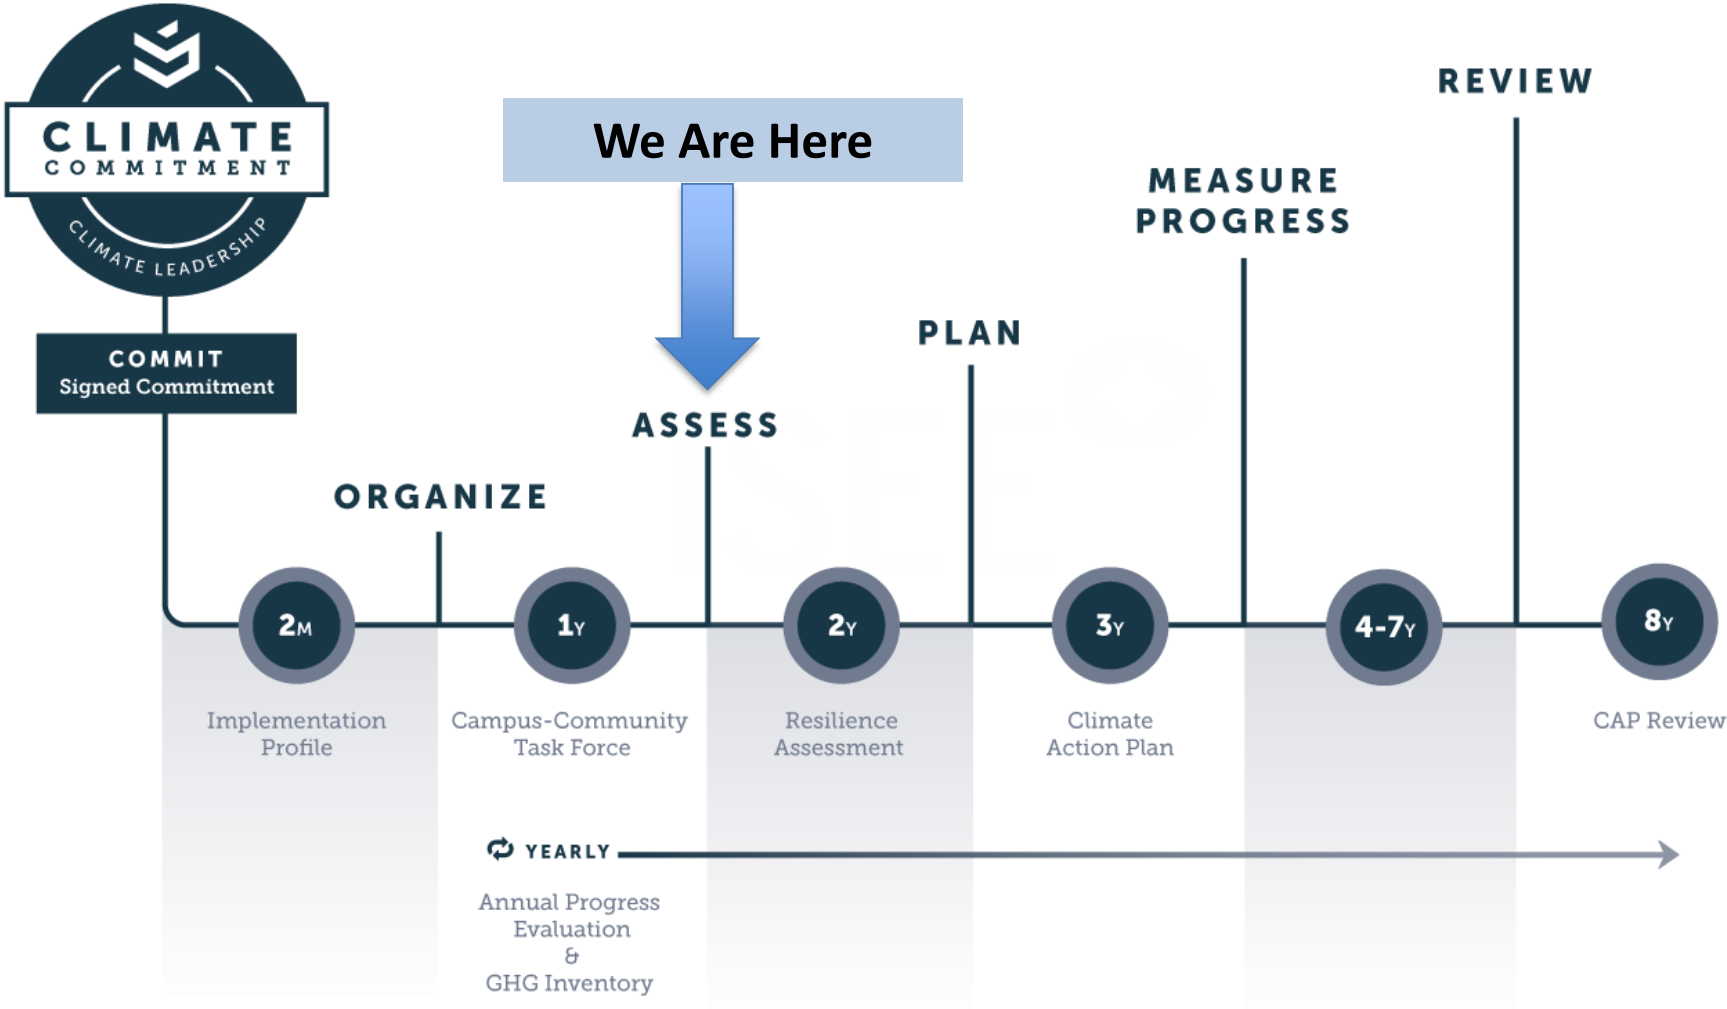 CLIMATE
COMMITMENT
CLIMATE LEADERSHIP
COMMIT
Signed Commitment
We Are Here
ORGANIZE
ASSESS
PLAN
MEASURE
PROGRESS
REVIEW
2M
1Y
2Y
3Y
4-7Y
8Y
Implementation
Profile
Campus-Community
Task Force
Resilience
Assessment
Climate
Action Plan
CAP Review
YEARLY
Annual Progress
Evaluation
&
GHG Inventory